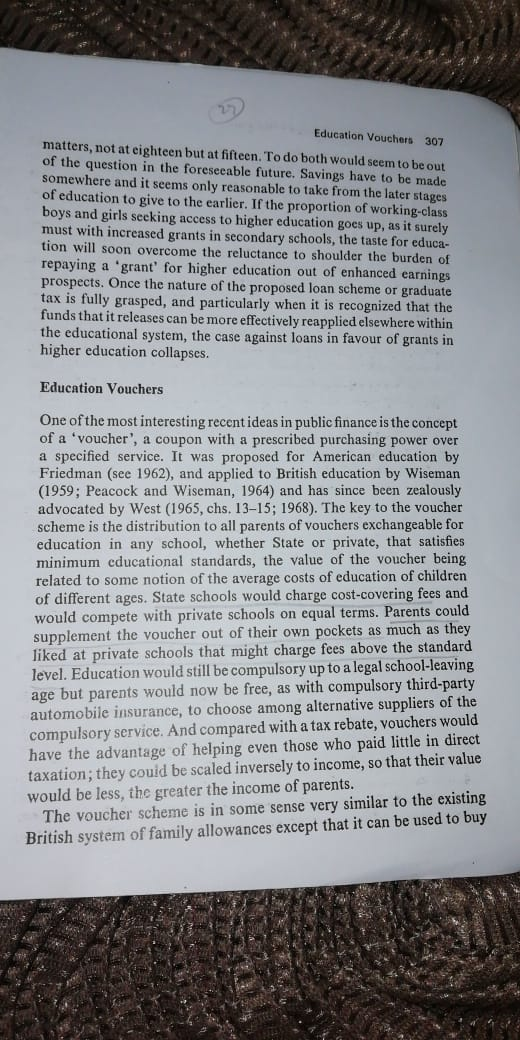 27
Education Vouchers 307
matters, not at eighteen but at fifteen. To do both would seem to be out
of the question in the foreseeable future. Savings have to be made
somewhere and it seems only reasonable to take from the later stages
of education to give to the earlier. If the proportion of working-class
boys and girls seeking access to higher education goes up, as it surely
must with increased grants in secondary schools, the taste for educa-
tion will soon overcome the reluctance to shoulder the burden of
repaying a ‘grant’ for higher education out of enhanced earnings
prospects. Once the nature of the proposed loan scheme or graduate
tax is fully grasped, and particularly when it is recognized that the
funds that it releases can be more effectively reapplied elsewhere within
the educational system, the case against loans in favour of grants in
higher education collapses.
Education Vouchers
One of the most interesting recent ideas in public finance is the concept
of a ‘voucher’, a coupon with a prescribed purchasing power over
a specified service. It was proposed for American education by
Friedman (see 1962), and applied to British education by Wiseman
(1959; Peacock and Wiseman, 1964) and has since been zealously
advocated by West (1965, chs. 13–15; 1968). The key to the voucher
scheme is the distribution to all parents of vouchers exchangeable for
education in any school, whether State or private, that satisfies
minimum educational standards, the value of the voucher being
related to some notion of the average costs of education of children
of different ages. State schools would charge cost-covering fees and
would compete with private schools on equal terms. Parents could
supplement the voucher out of their own pockets as much as they
liked at private schools that might charge fees above the standard
level. Education would still be compulsory up to a legal school-leaving
age but parents would now be free, as with compulsory third-party
automobile insurance, to choose among alternative suppliers of the
compulsory service. And compared with a tax rebate, vouchers would
have the advantage of helping even those who paid little in direct
taxation; they could be scaled inversely to income, so that their value
would be less, the greater the income of parents.
The voucher scheme is in some sense very similar to the existing
British system of family allowances except that it can be used to buy